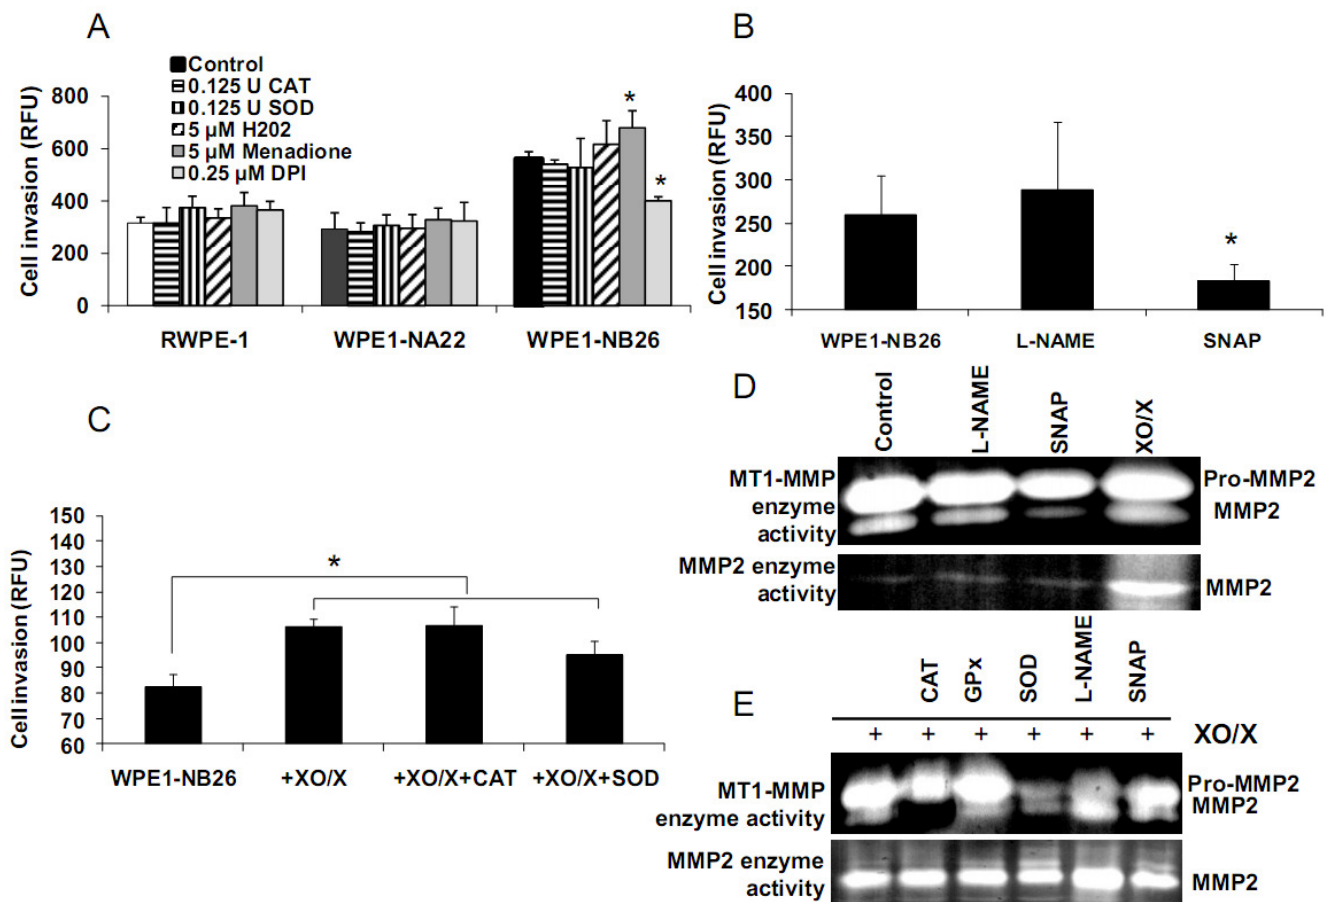 A
Control
0.125 U CAT
0.125 U SOD
5 µM H202
5 µM Menadione
0.25 µM DPI
Cell invasion (RFU)
800
600
400
200
0
*
*
RWPE-1
WPE1-NA22
WPE1-NB26
B
Cell invasion (RFU)
400
350
300
250
200
150
*
WPE1-NB26
L-NAME
SNAP
C
Cell invasion (RFU)
150
140
130
120
110
100
90
80
70
60
*
WPE1-NB26
+XO/X
+XO/X+CAT
+XO/X+SOD
D
Control
L-NAME
SNAP
XO/X
MT1-MMP
enzyme
activity
Pro-MMP2
MMP2
MMP2 enzyme
activity
MMP2
E
CAT
GPx
SOD
L-NAME
SNAP
+ + + + + + XO/X
MT1-MMP
enzyme activity
Pro-MMP2
MMP2
MMP2 enzyme
activity
MMP2